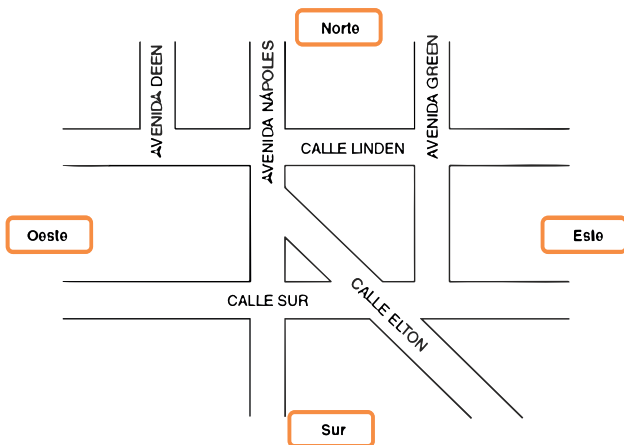 Norte
AVENIDA DEEN
AVENIDA NÁPOLES
AVENIDA GREEN
CALLE LINDEN
Oeste
Este
CALLE SUR
CALLE ELTON
Sur